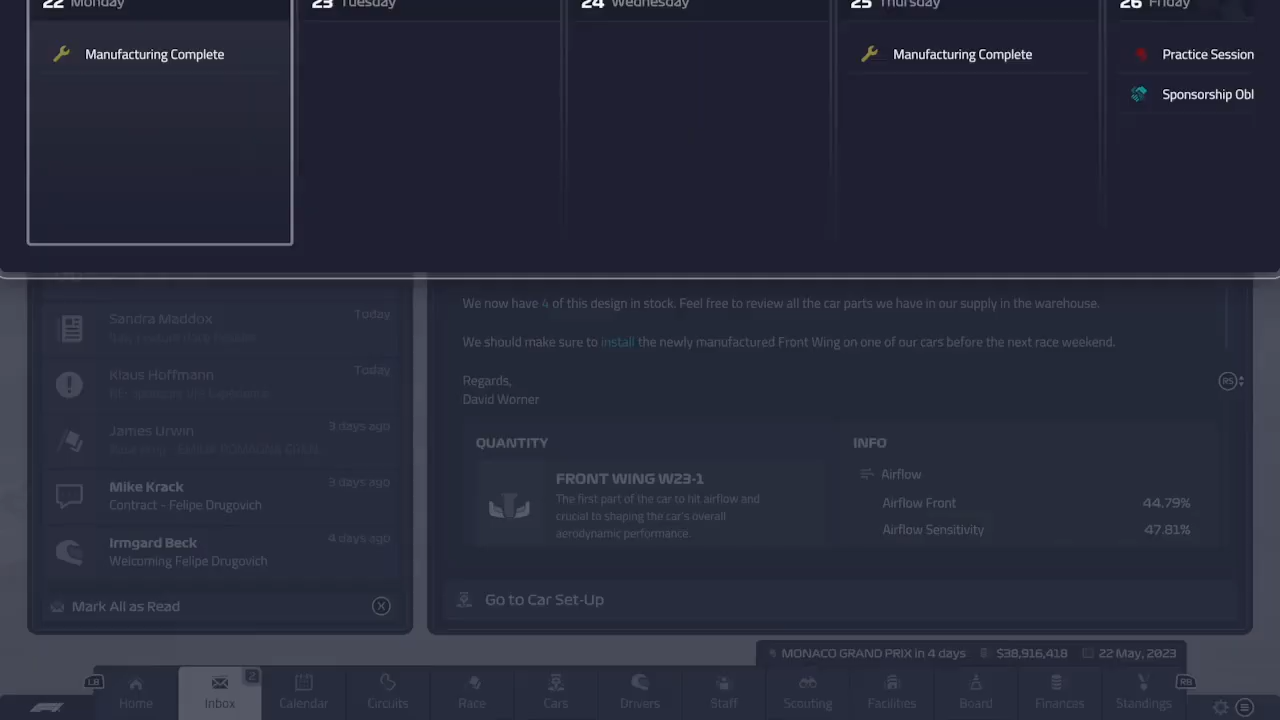 22 Monday
23 Tuesday
24 Wednesday
25 Thursday
26 Friday
Manufacturing Complete
Manufacturing Complete
Practice Session
Sponsorship Obl
Sandra Maddox
Today
Klaus Hoffmann
Today
James Urwin
3 days ago
Mike Krack
3 days ago
Contract - Felipe Drugovich
Irmgard Beck
4 days ago
Welcoming Felipe Drugovich
Mark All as Read
X
We now have 4 of this design in stock. Feel free to review all the car parts we have in our supply in the warehouse.
We should make sure to install the newly manufactured Front Wing on one of our cars before the next race weekend.
RS
Regards,
David Worner
QUANTITY
FRONT WING W23-1
The first part of the car to hit airflow and
crucial to shaping the car's overall
aerodynamic performance.
INFO
Airflow
Airflow Front 44.79%
Airflow Sensitivity 47.81%
Go to Car Set-Up
MONACO GRAND PRIX in 4 days $38,916,418 22 May, 2023
LB
Home
Inbox
2
Calendar
Circuits
Race
Cars
Drivers
Staff
Scouting
Facilities
Board
Finances
Standings
RB